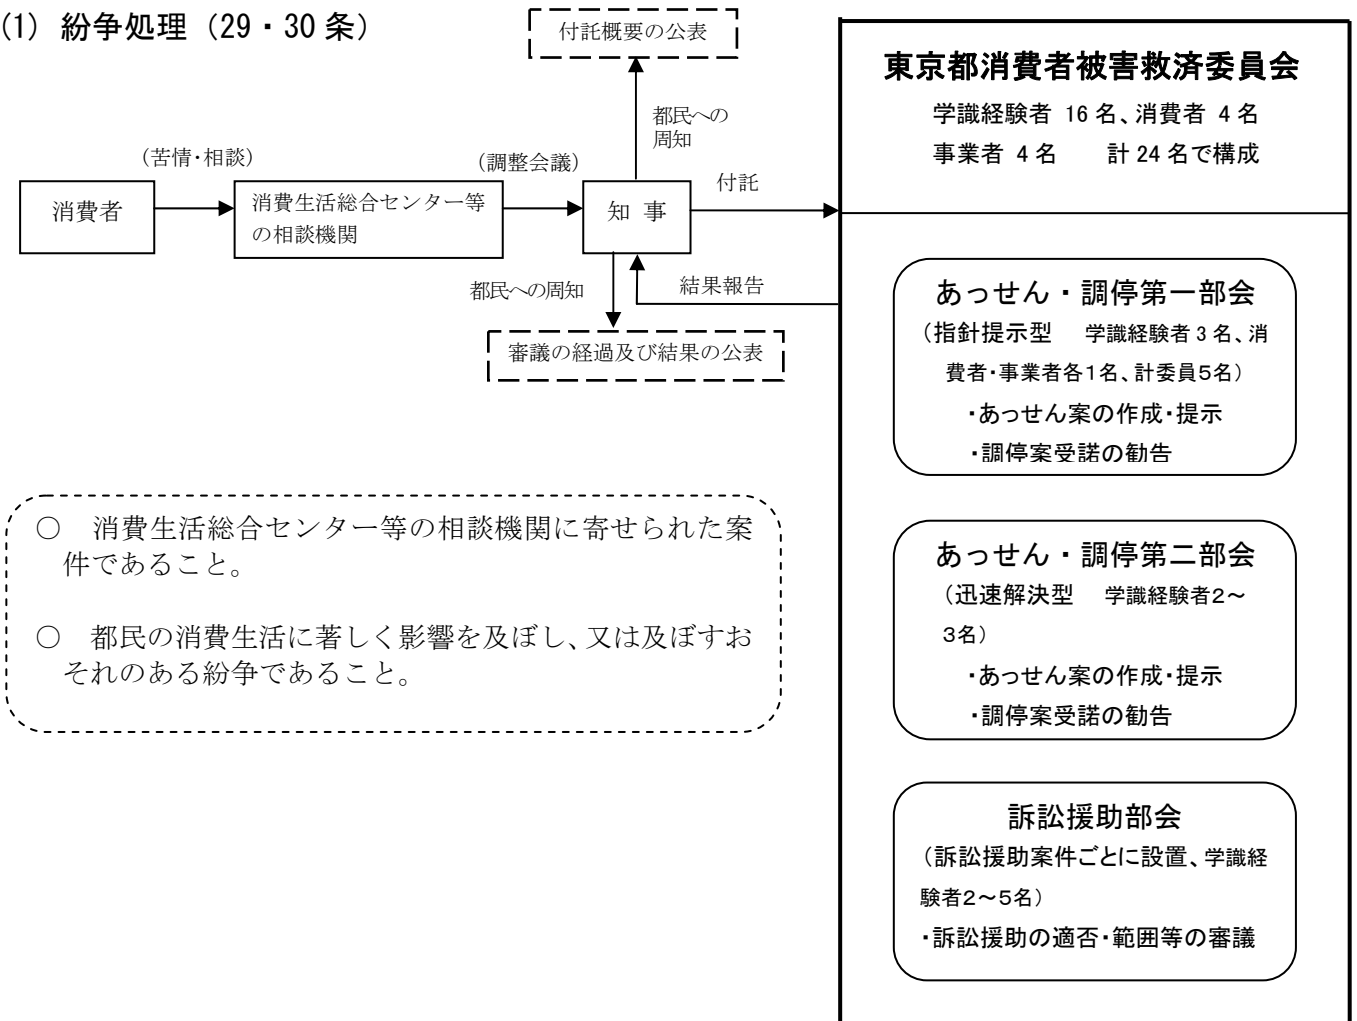 (1) 紛争処理（29・30 条）
付託概要の公表
都民への
周知
（苦情・相談）
（調整会議）
付託
消費者
消費生活総合センター等
の相談機関
知 事
都民への周知
結果報告
審議の経過及び結果の公表
○ 消費生活総合センター等の相談機関に寄せられた案
件であること。
○ 都民の消費生活に著しく影響を及ぼし、又は及ぼすお
それのある紛争であること。
東京都消費者被害救済委員会
学識経験者 16 名、消費者 4 名
事業者 4 名 計 24 名で構成
あっせん・調停第一部会
（指針提示型 学識経験者 3 名、消
費者・事業者各1名、計委員5名）
・あっせん案の作成・提示
・調停案受諾の勧告
あっせん・調停第二部会
（迅速解決型 学識経験者2～
3名）
・あっせん案の作成・提示
・調停案受諾の勧告
訴訟援助部会
（訴訟援助案件ごとに設置、学識経
験者2～5名）
・訴訟援助の適否・範囲等の審議